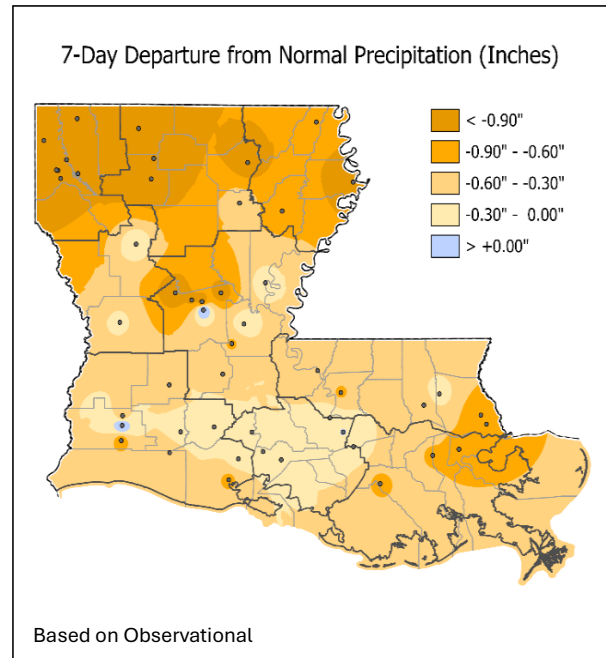 7-Day Departure from Normal Precipitation (Inches)
< -0.90"
-0.90" - -0.60"
-0.60" - -0.30"
-0.30" -  0.00"
> +0.00"
Based on Observational